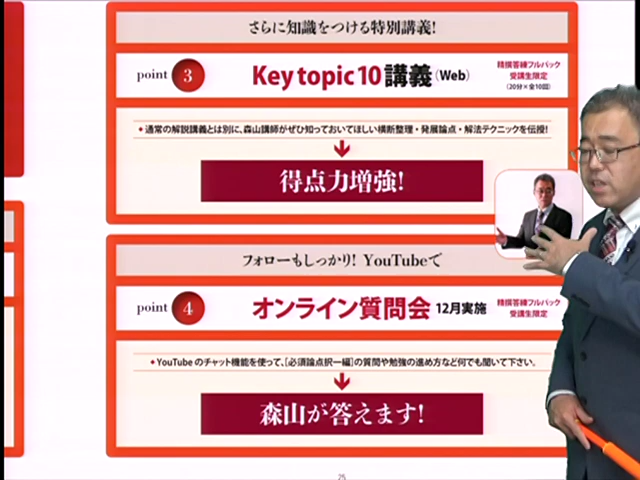 さらに知識をつける特別講義!
point 3 Key topic 10 講義 (Web)
精撰答練フルパック
受講生限定
(20分×全10回)
●通常の解説講義とは別に、森山講師がぜひ知っておいてほしい横断整理・発展論点・解法テクニックを伝授!
得点力増強!
フォローもしっかり! YouTubeで
point 4 オンライン質問会 12月実施
精撰答練フルパック
受講生限定
●YouTubeのチャット機能を使って、[必須論点択一編]の質問や勉強の進め方など何でも聞いて下さい。
森山が答えます!
25